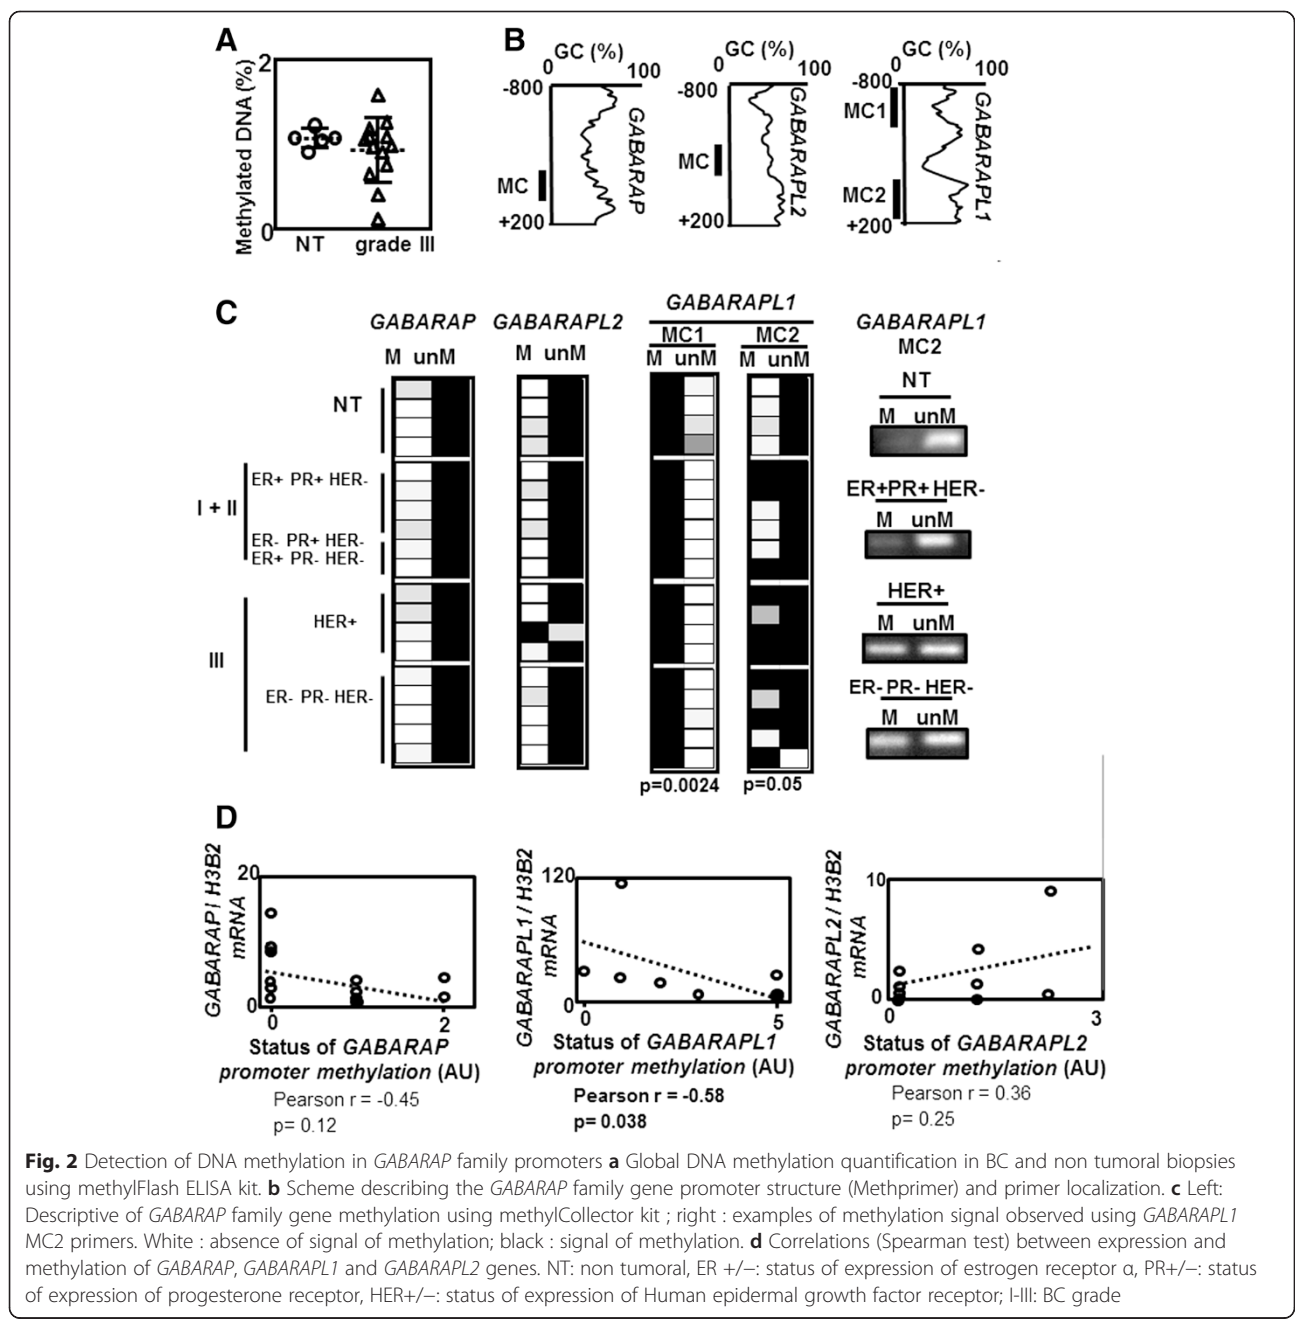 A
2
Methylated DNA (%)
0
NT grade III
B
GC (%)
0 100
-800
GABARAP
MC
+200
GC (%)
0 100
-800
GABARAPL2
MC
+200
GC (%)
0 100
-800
MC1
GABARAPL1
MC2
+200
C
GABARAP
M unM
GABARAPL2
M unM
GABARAPL1
MC1 MC2
M unM M unM
NT
I + II
ER+ PR+ HER-
ER- PR+ HER-
ER+ PR- HER-
III
HER+
ER- PR- HER-
p=0.0024 p=0.05
GABARAPL1
MC2
NT
M unM
ER+PR+ HER-
M unM
HER+
M unM
ER- PR- HER-
M unM
D
GABARAP/ H3B2
mRNA
20
0
0 2
Status of GABARAP
promoter methylation (AU)
Pearson r = -0.45
p= 0.12
GABARAPL1 / H3B2
mRNA
120
0
0 5
Status of GABARAPL1
promoter methylation (AU)
Pearson r = -0.58
p= 0.038
GABARAPL2 / H3B2
mRNA
10
0
0 3
Status of GABARAPL2
promoter methylation (AU)
Pearson r = 0.36
p= 0.25
Fig. 2 Detection of DNA methylation in GABARAP family promoters a Global DNA methylation quantification in BC and non tumoral biopsies
using methylFlash ELISA kit. b Scheme describing the GABARAP family gene promoter structure (Methprimer) and primer localization. c Left:
Descriptive of GABARAP family gene methylation using methylCollector kit ; right : examples of methylation signal observed using GABARAPL1
MC2 primers. White : absence of signal of methylation; black : signal of methylation. d Correlations (Spearman test) between expression and
methylation of GABARAP, GABARAPL1 and GABARAPL2 genes. NT: non tumoral, ER +/−: status of expression of estrogen receptor α, PR+/−: status
of expression of progesterone receptor, HER+/−: status of expression of Human epidermal growth factor receptor; I-III: BC grade